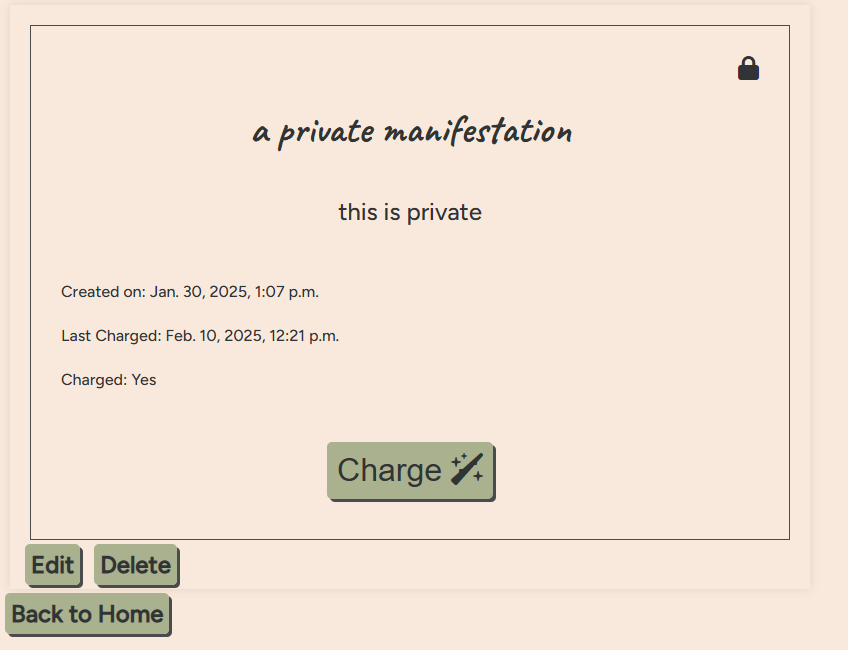 a private manifestation
this is private
Created on: Jan. 30, 2025, 1:07 p.m.
Last Charged: Feb. 10, 2025, 12:21 p.m.
Charged: Yes
Charge
Edit Delete
Back to Home